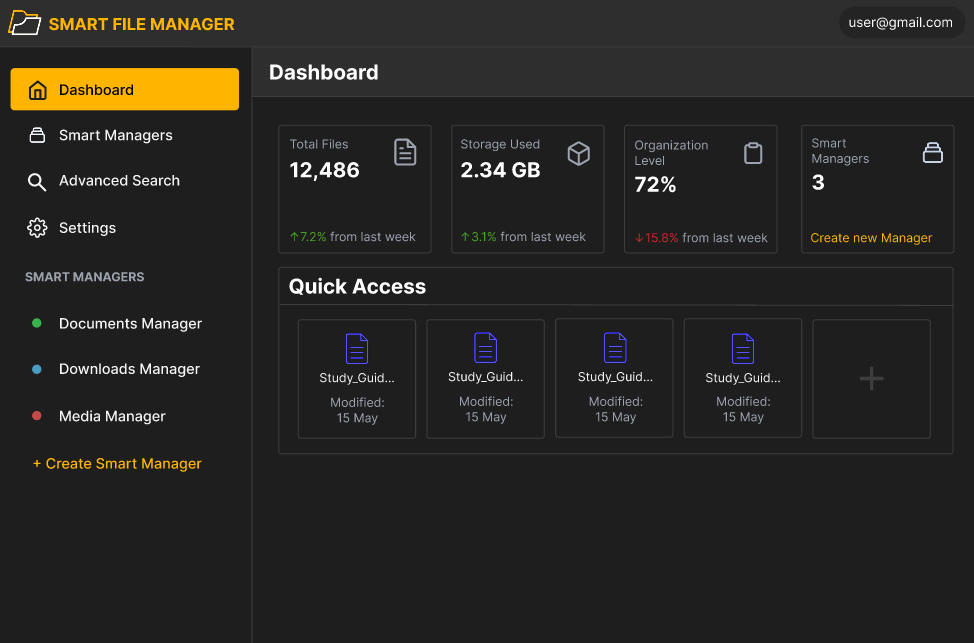 SMART FILE MANAGER
user@gmail.com
Dashboard
Smart Managers
Advanced Search
Settings
SMART MANAGERS
Documents Manager
Downloads Manager
Media Manager
+ Create Smart Manager
Dashboard
Total Files
12,486
↑7.2% from last week
Storage Used
2.34 GB
↑3.1% from last week
Organization
Level
72%
↓15.8% from last week
Smart
Managers
3
Create new Manager
Quick Access
Study_Guid...
Modified:
15 May
Study_Guid...
Modified:
15 May
Study_Guid...
Modified:
15 May
Study_Guid...
Modified:
15 May